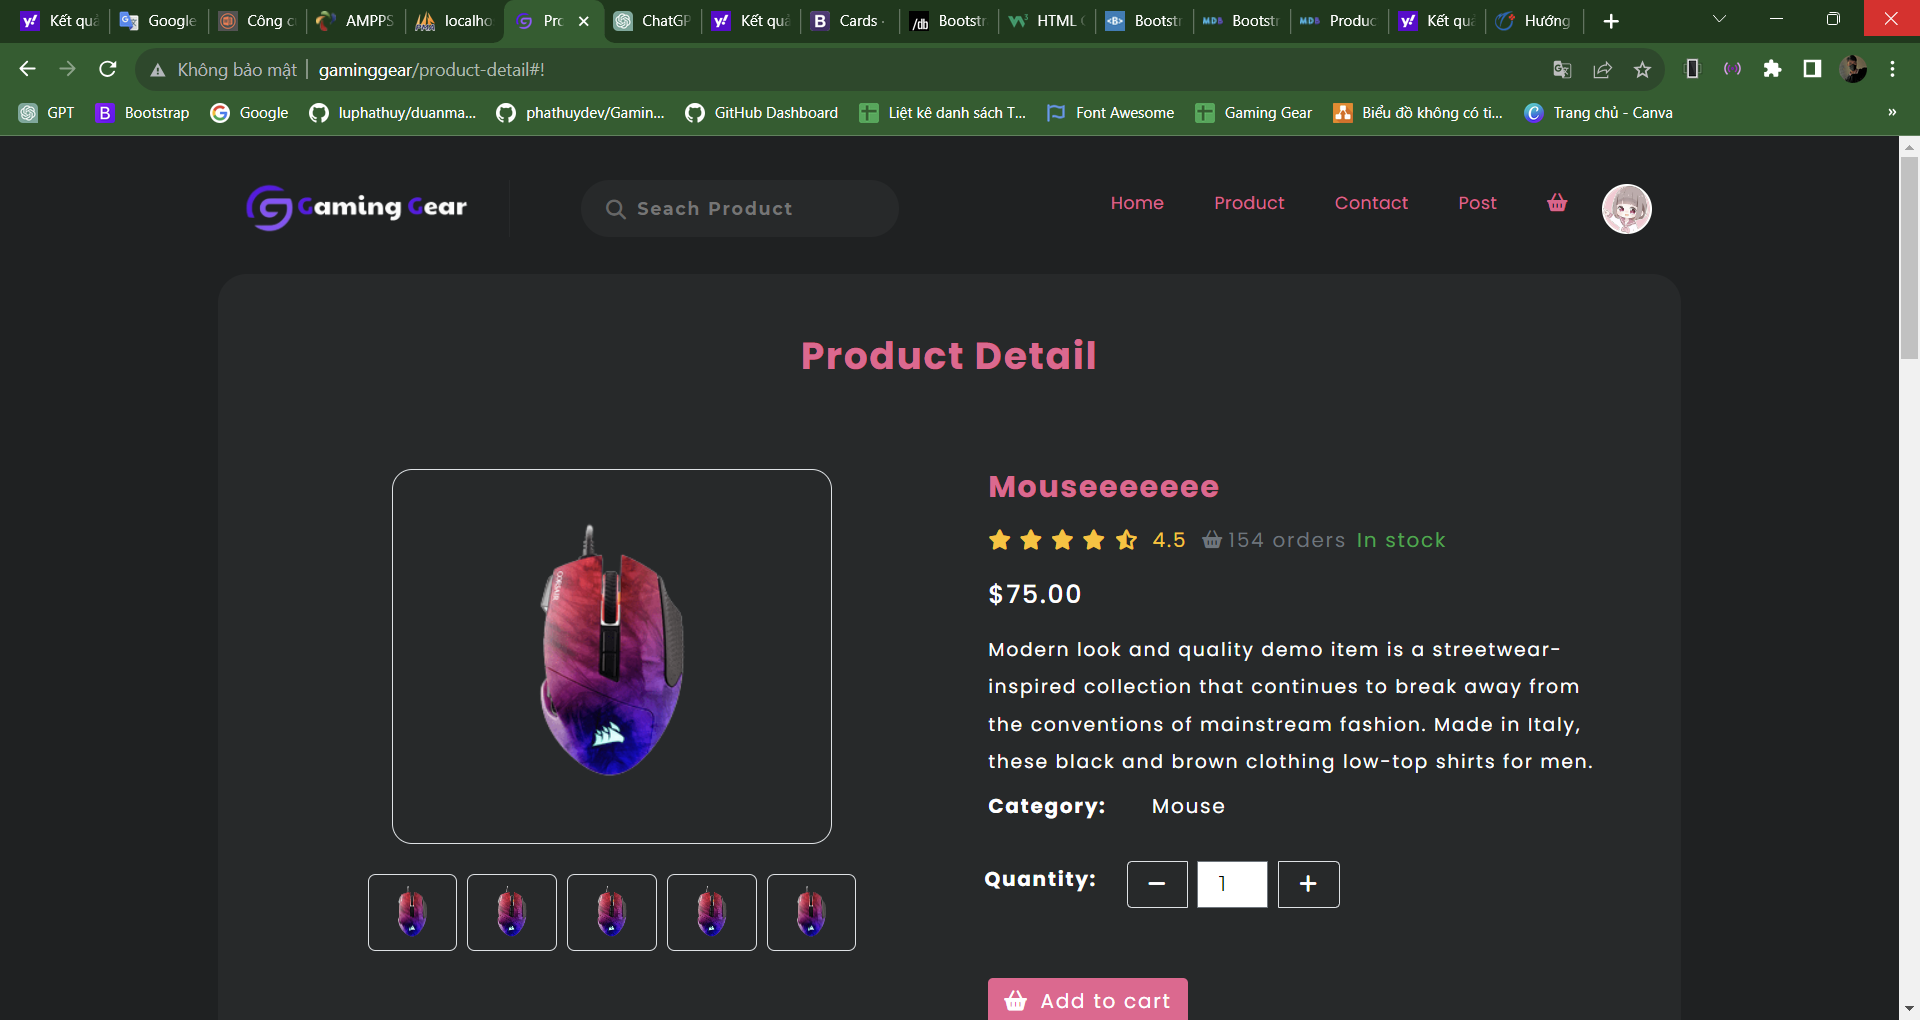 Kết quả
Google
Công c
AMPPS
localho
Pro
ChatGP
Kết quả
Cards -
Bootstr
HTML
Bootstr
Bootstr
Produc
Kết quả
Hướng
Không bảo mật
gaminggear/product-detail#!
GPT
Bootstrap
Google
luphathuy/duanma...
phathuydev/Gamin...
GitHub Dashboard
Liệt kê danh sách T...
Font Awesome
Gaming Gear
Biểu đồ không có ti...
Trang chủ - Canva
»
Gaming Gear
Seach Product
Home
Product
Contact
Post
Product Detail
Mouseeeeeee
4.5 154 orders In stock
$75.00
Modern look and quality demo item is a streetwear-
inspired collection that continues to break away from
the conventions of mainstream fashion. Made in Italy,
these black and brown clothing low-top shirts for men.
Category: Mouse
Quantity: − 1 +
Add to cart